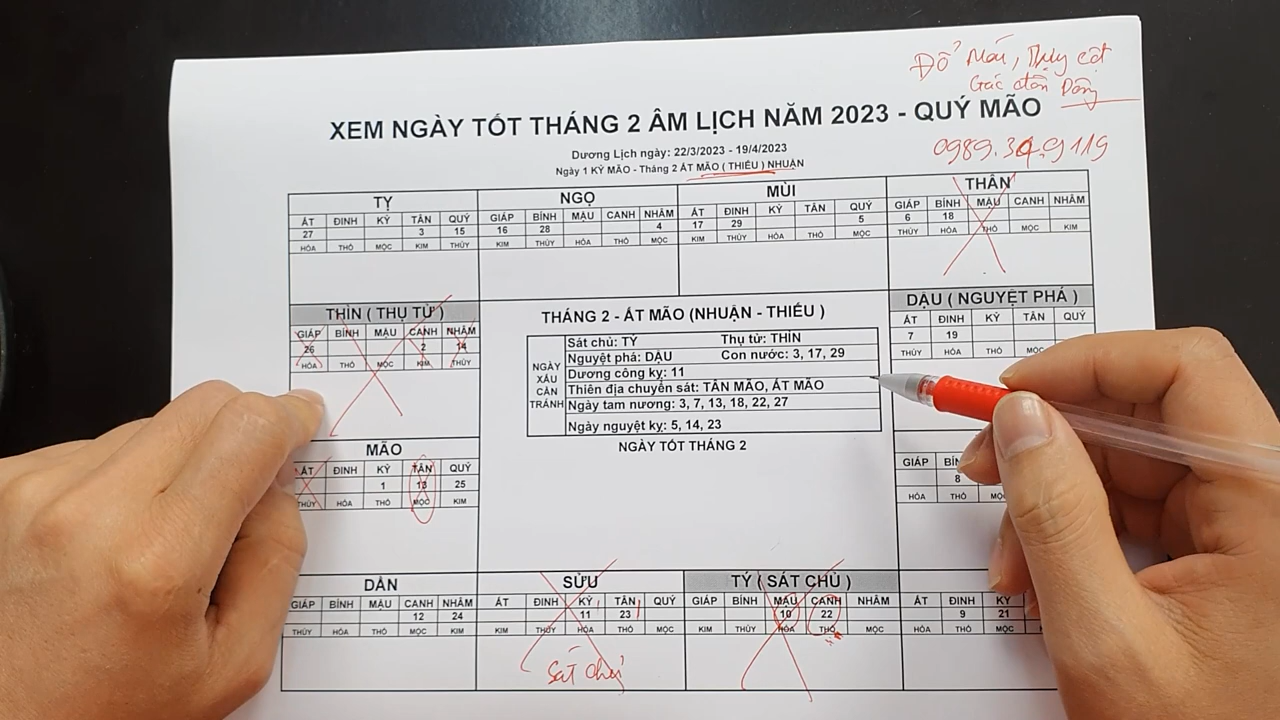 Đổ Mái,
Gác đòn Dông
XEM NGÀY TỐT THÁNG 2 ÂM LỊCH NĂM 2023 - QUÝ MÃO
Dương Lịch ngày: 22/3/2023 - 19/4/2023
0989.349119
Ngày 1 KỶ MÃO - Tháng 2 ẤT MÃO ( THIẾU ) NHUẬN
TỴ NGỌ MÙI THÂN
ẤT ĐINH KỶ TÂN QUÝ GIÁP BÍNH MẬU CANH NHÂM ẤT ĐINH KỶ TÂN QUÝ GIÁP BÍNH MẬU CANH NHÂM
27 3 15 16 28 4 17 29 5 6 18
HỎA THỔ MỘC KIM THỦY KIM THỦY HỎA THỔ MỘC KIM THỦY HỎA THỔ MỘC THỦY HỎA THỔ MỘC KIM
THÌN ( THỤ TỬ )
GIÁP BÍNH MẬU CANH NHÂM
26 2 14
HỎA THỔ MỘC KIM THỦY
THÁNG 2 - ẤT MÃO (NHUẬN - THIẾU )
NGÀY XẤU CẦN TRÁNH
Sát chủ: TÝ Thụ tử: THÌN
Nguyệt phá: DẬU Con nước: 3, 17, 29
Dương công kỵ: 11
Thiên địa chuyển sát: TÂN MÃO, ẤT MÃO
Ngày tam nương: 3, 7, 13, 18, 22, 27
Ngày nguyệt kỵ: 5, 14, 23
NGÀY TỐT THÁNG 2
DẬU ( NGUYỆT PHÁ )
ẤT ĐINH KỶ TÂN QUÝ
7 19
THỦY HỎA THỔ MỘC
MÃO
ẤT ĐINH KỶ TÂN QUÝ
1 13 25
THỦY HỎA THỔ MỘC KIM
GIÁP
8
HỎA THỔ
DẦN SỬU TÝ ( SÁT CHỦ )
GIÁP BÍNH MẬU CANH NHÂM ẤT ĐINH KỶ TÂN QUÝ GIÁP BÍNH MẬU CANH NHÂM ẤT ĐINH KỶ
12 24 11 23 10 22 9 21
THỦY HỎA THỔ MỘC KIM KIM THỦY HỎA THỔ MỘC KIM THỦY HỎA THỔ MỘC THỦY HỎA THỔ
Sát chủ